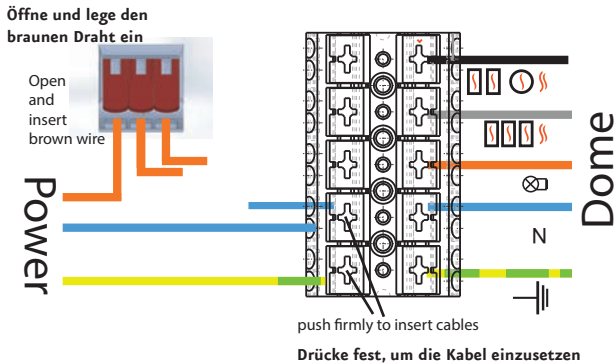 Öffne und lege den
braunen Draht ein
Open
and
insert
brown wire
Power
Dome
N
push firmly to insert cables
Drücke fest, um die Kabel einzusetzen